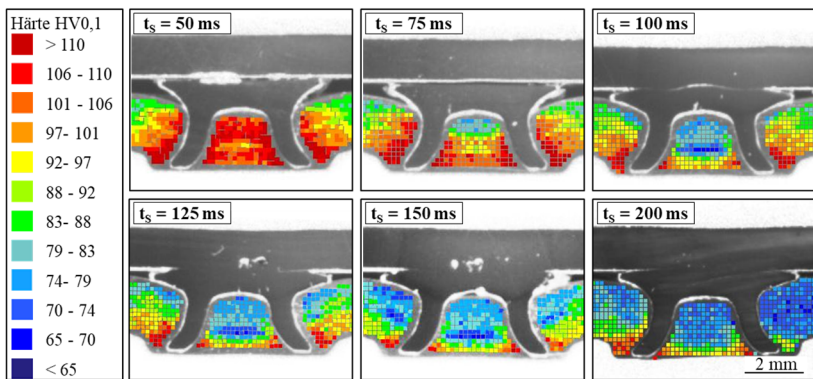 Härte HV0,1
> 110
106 - 110
101 - 106
97- 101
92 - 97
88 - 92
83- 88
79 - 83
74- 79
70 - 74
65 - 70
< 65
tS = 50 ms
tS = 75 ms
tS = 100 ms
tS = 125 ms
tS = 150 ms
tS = 200 ms
2 mm